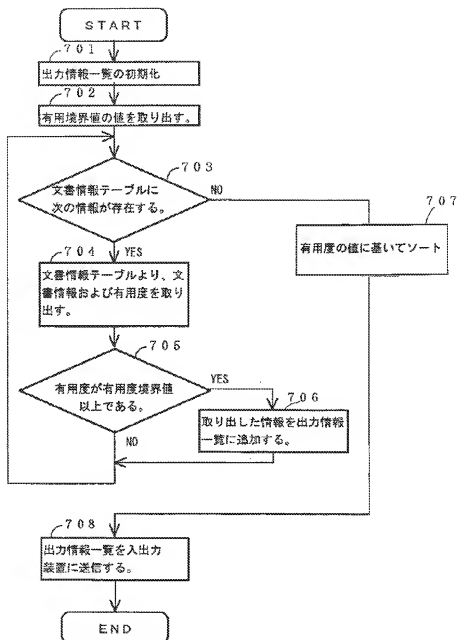 START
701
出力情報一覧の初期化
702
有用境界値の値を取り出す。
703
文書情報テーブルに
次の情報が存在する。
NO
707
有用度の値に基いてソート
704
YES
文書情報テーブルより、文
書情報および有用度を取り
出す。
705
有用度が有用度境界値
以上である。
YES
706
取り出した情報を出力情報
一覧に追加する。
NO
708
出力情報一覧を入出力
装置に送信する。
END